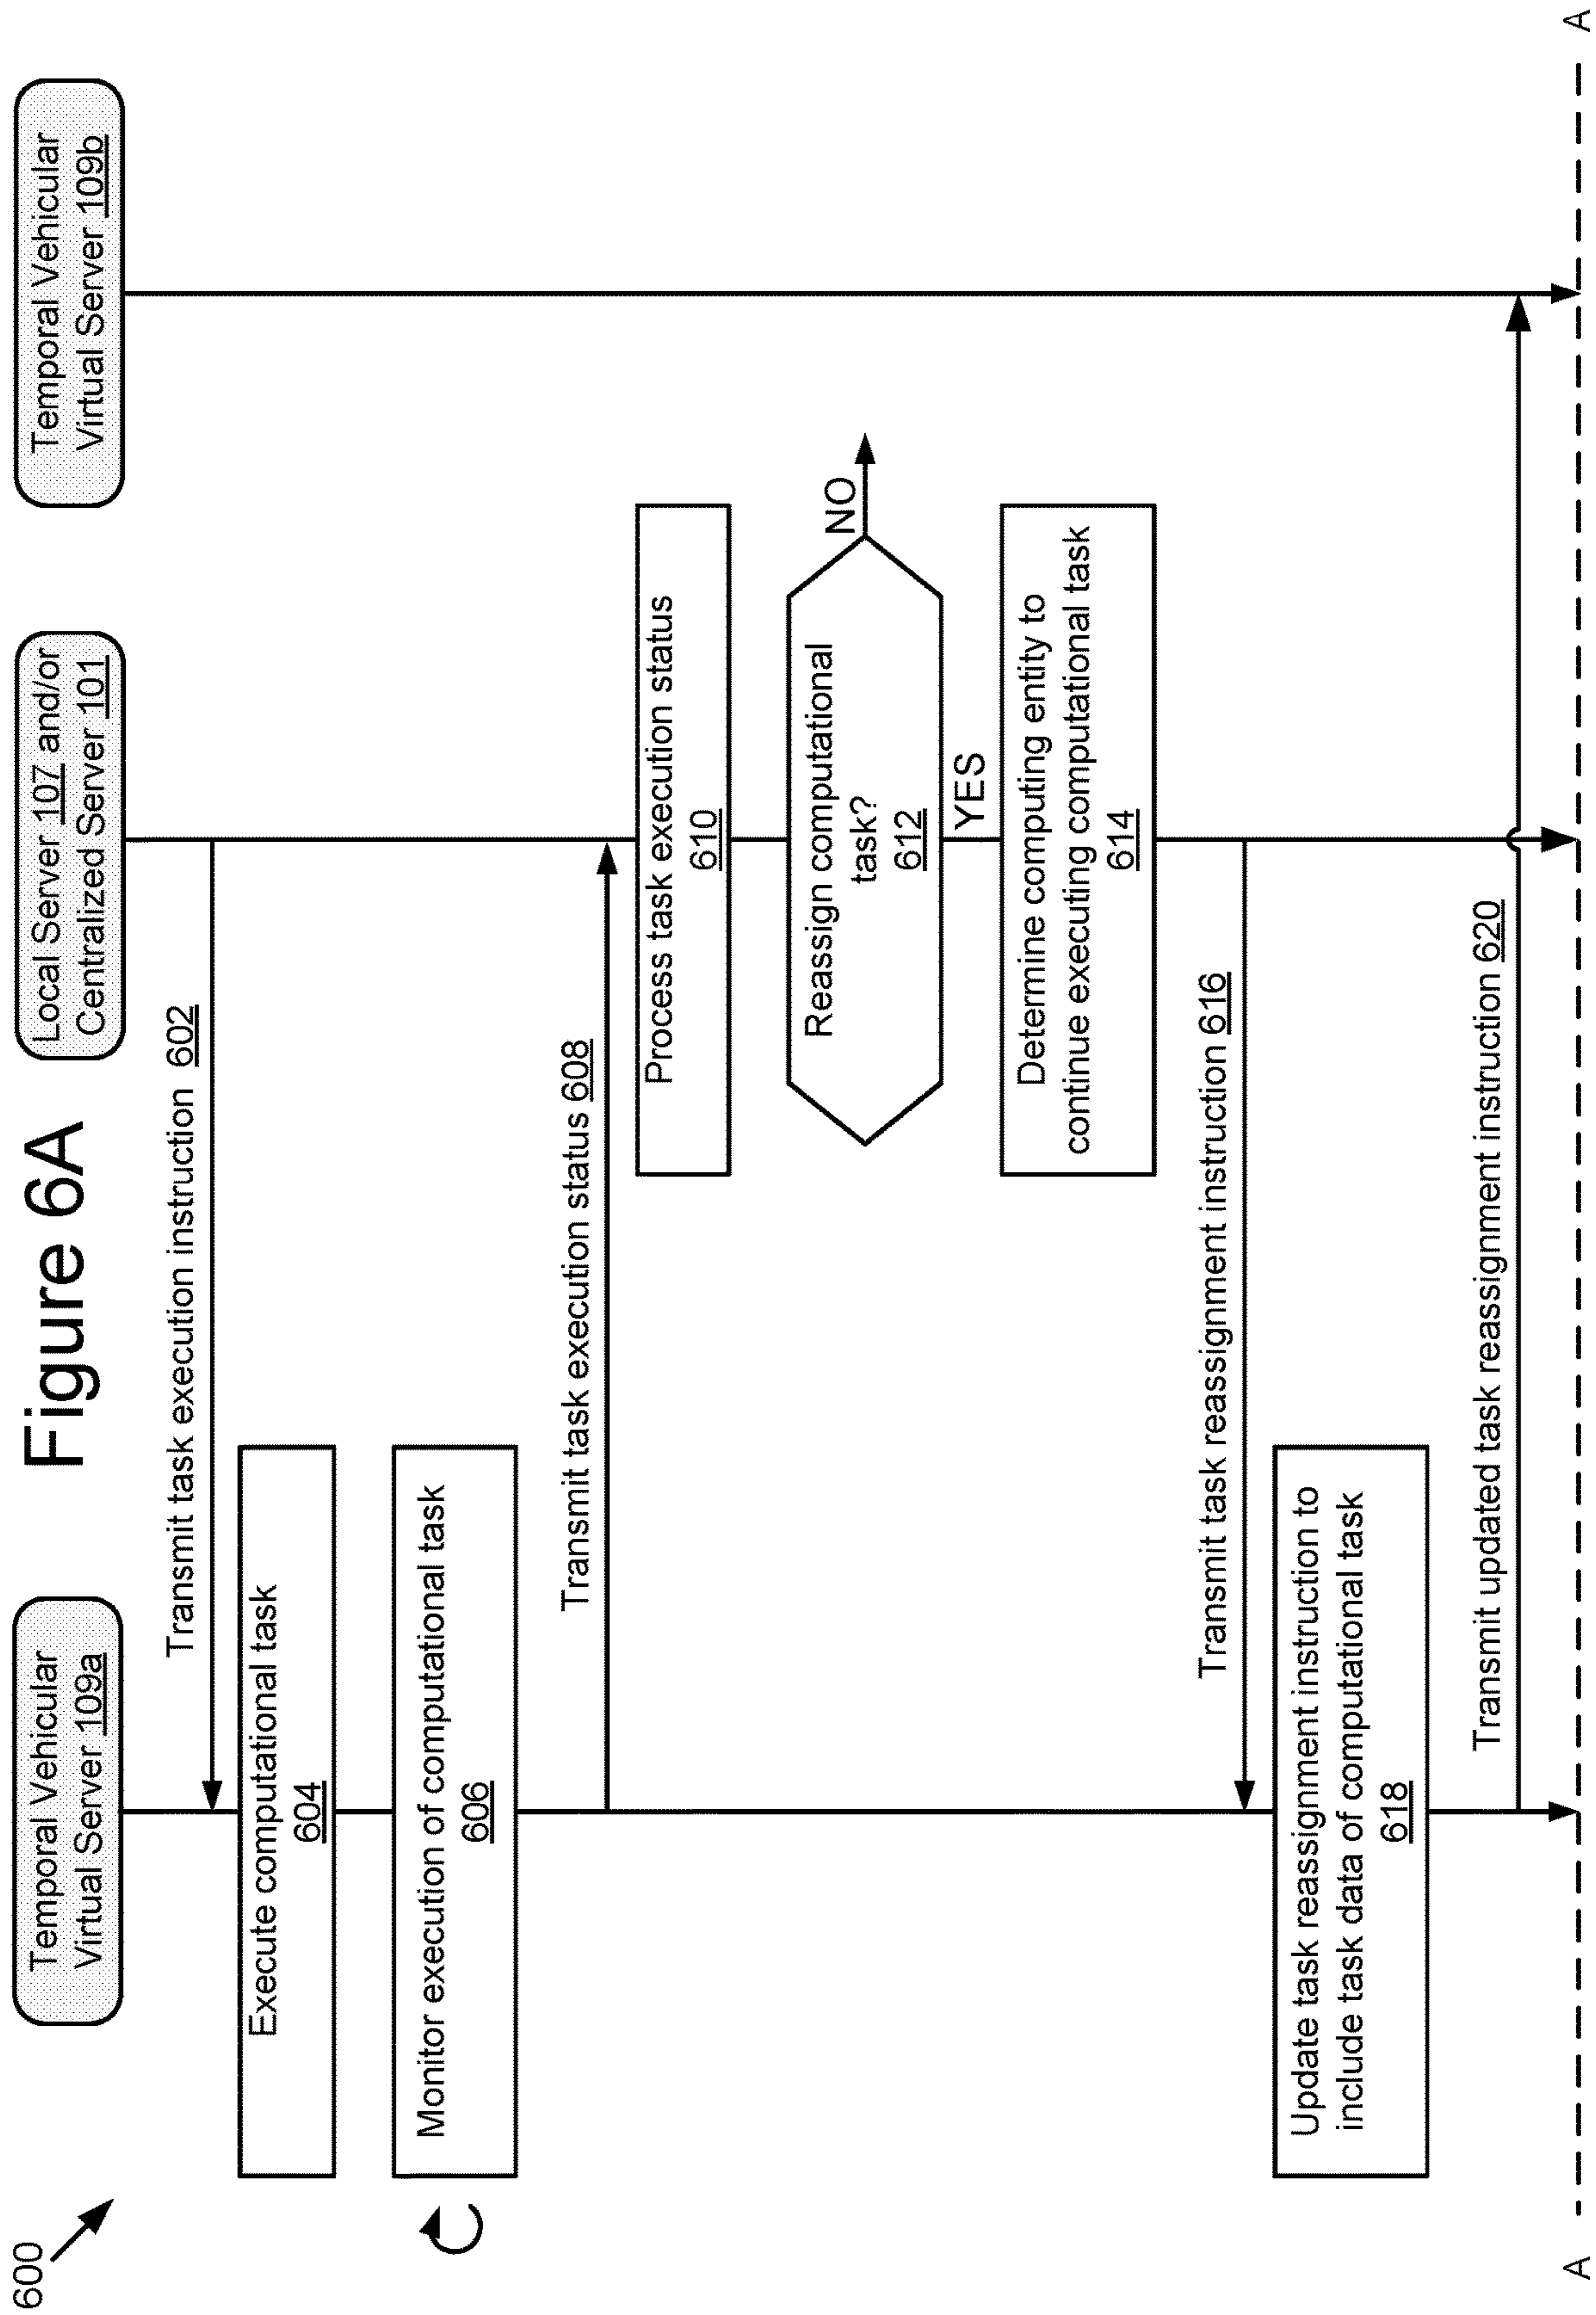 Figure 6A
600
Temporal Vehicular
Virtual Server 109a
Local Server 107 and/or
Centralized Server 101
Temporal Vehicular
Virtual Server 109b
Transmit task execution instruction 602
Execute computational task
604
Monitor execution of computational task
606
Transmit task execution status 608
Process task execution status
610
Reassign computational
task?
612
NO
YES
Determine computing entity to
continue executing computational task
614
Transmit task reassignment instruction 616
Update task reassignment instruction to
include task data of computational task
618
Transmit updated task reassignment instruction 620
A
A